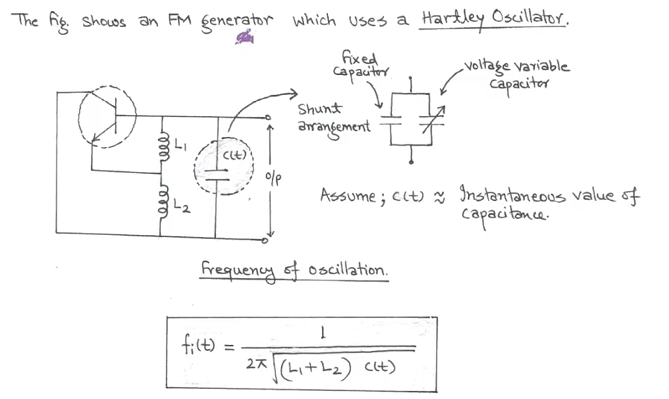 The fig. shows an FM generator which uses a Hartley Oscillator.
fixed
capacitor
voltage variable
capacitor
Shunt
arrangement
L1
C(t)
o/p
L2
Assume; C(t) ≈ Instantaneous value of
capacitance.
frequency of oscillation.
fi(t) = 1 / 2π √(L1+L2) C(t)